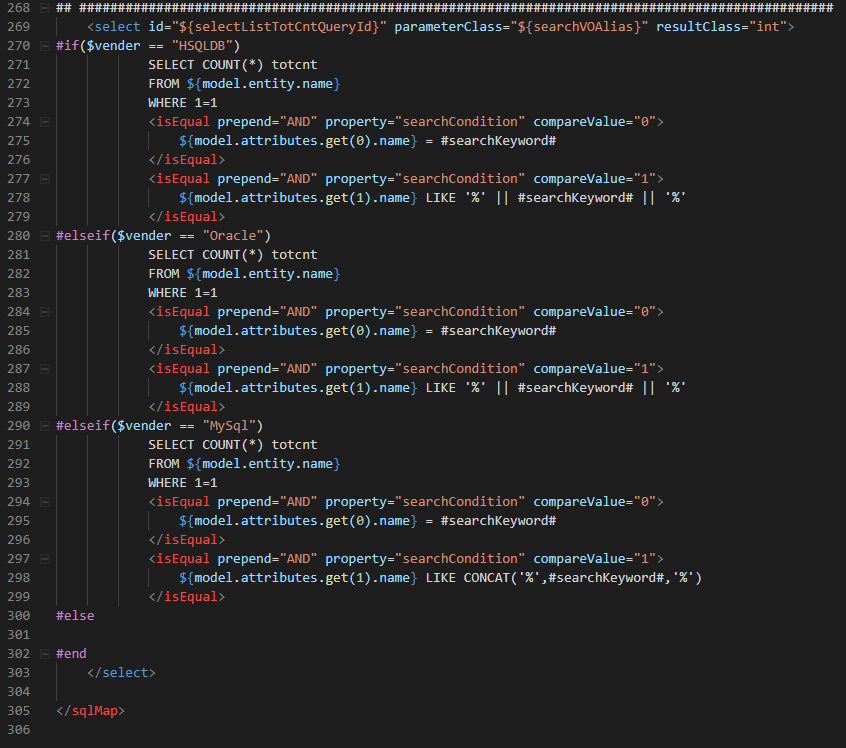 268 ## ##################################################################################################
269 <select id="${selectListTotCntQueryId}" parameterClass="${searchVOAlias}" resultClass="int">
270 #if($vender == "HSQLDB")
271 SELECT COUNT(*) totcnt
272 FROM ${model.entity.name}
273 WHERE 1=1
274 <isEqual prepend="AND" property="searchCondition" compareValue="0">
275 ${model.attributes.get(0).name} = #searchKeyword#
276 </isEqual>
277 <isEqual prepend="AND" property="searchCondition" compareValue="1">
278 ${model.attributes.get(1).name} LIKE '%' || #searchKeyword# || '%'
279 </isEqual>
280 #elseif($vender == "Oracle")
281 SELECT COUNT(*) totcnt
282 FROM ${model.entity.name}
283 WHERE 1=1
284 <isEqual prepend="AND" property="searchCondition" compareValue="0">
285 ${model.attributes.get(0).name} = #searchKeyword#
286 </isEqual>
287 <isEqual prepend="AND" property="searchCondition" compareValue="1">
288 ${model.attributes.get(1).name} LIKE '%' || #searchKeyword# || '%'
289 </isEqual>
290 #elseif($vender == "MySql")
291 SELECT COUNT(*) totcnt
292 FROM ${model.entity.name}
293 WHERE 1=1
294 <isEqual prepend="AND" property="searchCondition" compareValue="0">
295 ${model.attributes.get(0).name} = #searchKeyword#
296 </isEqual>
297 <isEqual prepend="AND" property="searchCondition" compareValue="1">
298 ${model.attributes.get(1).name} LIKE CONCAT('%',#searchKeyword#,'%')
299 </isEqual>
300 #else
301
302 #end
303 </select>
304
305 </sqlMap>
306